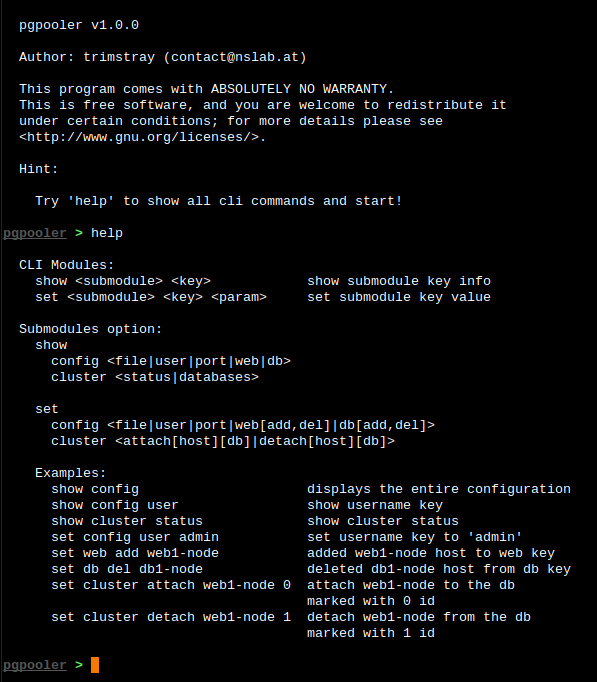 pgpooler v1.0.0
Author: trimstray (contact@nslab.at)
This program comes with ABSOLUTELY NO WARRANTY.
This is free software, and you are welcome to redistribute it
under certain conditions; for more details please see
<http://www.gnu.org/licenses/>.
Hint:
Try 'help' to show all cli commands and start!
pgpooler > help
CLI Modules:
show <submodule> <key> show submodule key info
set <submodule> <key> <param> set submodule key value
Submodules option:
show
config <file|user|port|web|db>
cluster <status|databases>
set
config <file|user|port|web[add,del]|db[add,del]>
cluster <attach[host][db]|detach[host][db]>
Examples:
show config displays the entire configuration
show config user show username key
show cluster status show cluster status
set config user admin set username key to 'admin'
set web add web1-node added web1-node host to web key
set db del db1-node deleted db1-node host from db key
set cluster attach web1-node 0 attach web1-node to the db
marked with 0 id
set cluster detach web1-node 1 detach web1-node from the db
marked with 1 id
pgpooler >